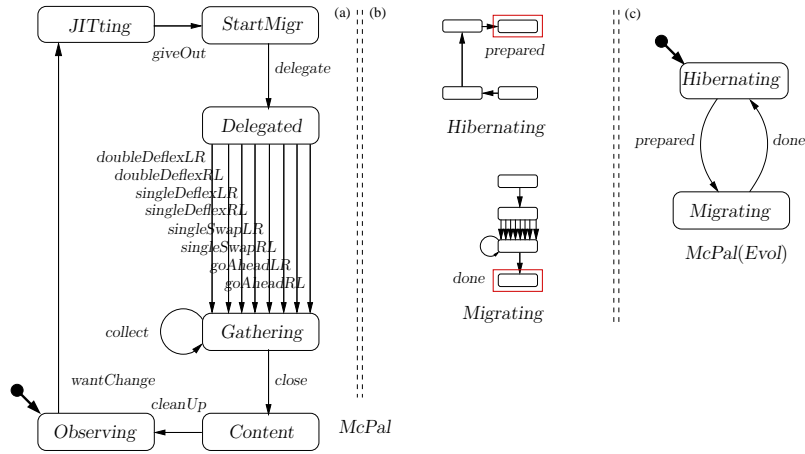 JITting
StartMigr
(a)
(b)
giveOut
delegate
Delegated
doubleDeflexLR
doubleDeflexRL
singleDeflexLR
singleDeflexRL
singleSwapLR
singleSwapRL
goAheadLR
goAheadRL
collect
Gathering
wantChange
close
cleanUp
Observing
Content
McPal
prepared
Hibernating
done
Migrating
(c)
Hibernating
prepared
done
Migrating
McPal(Evol)